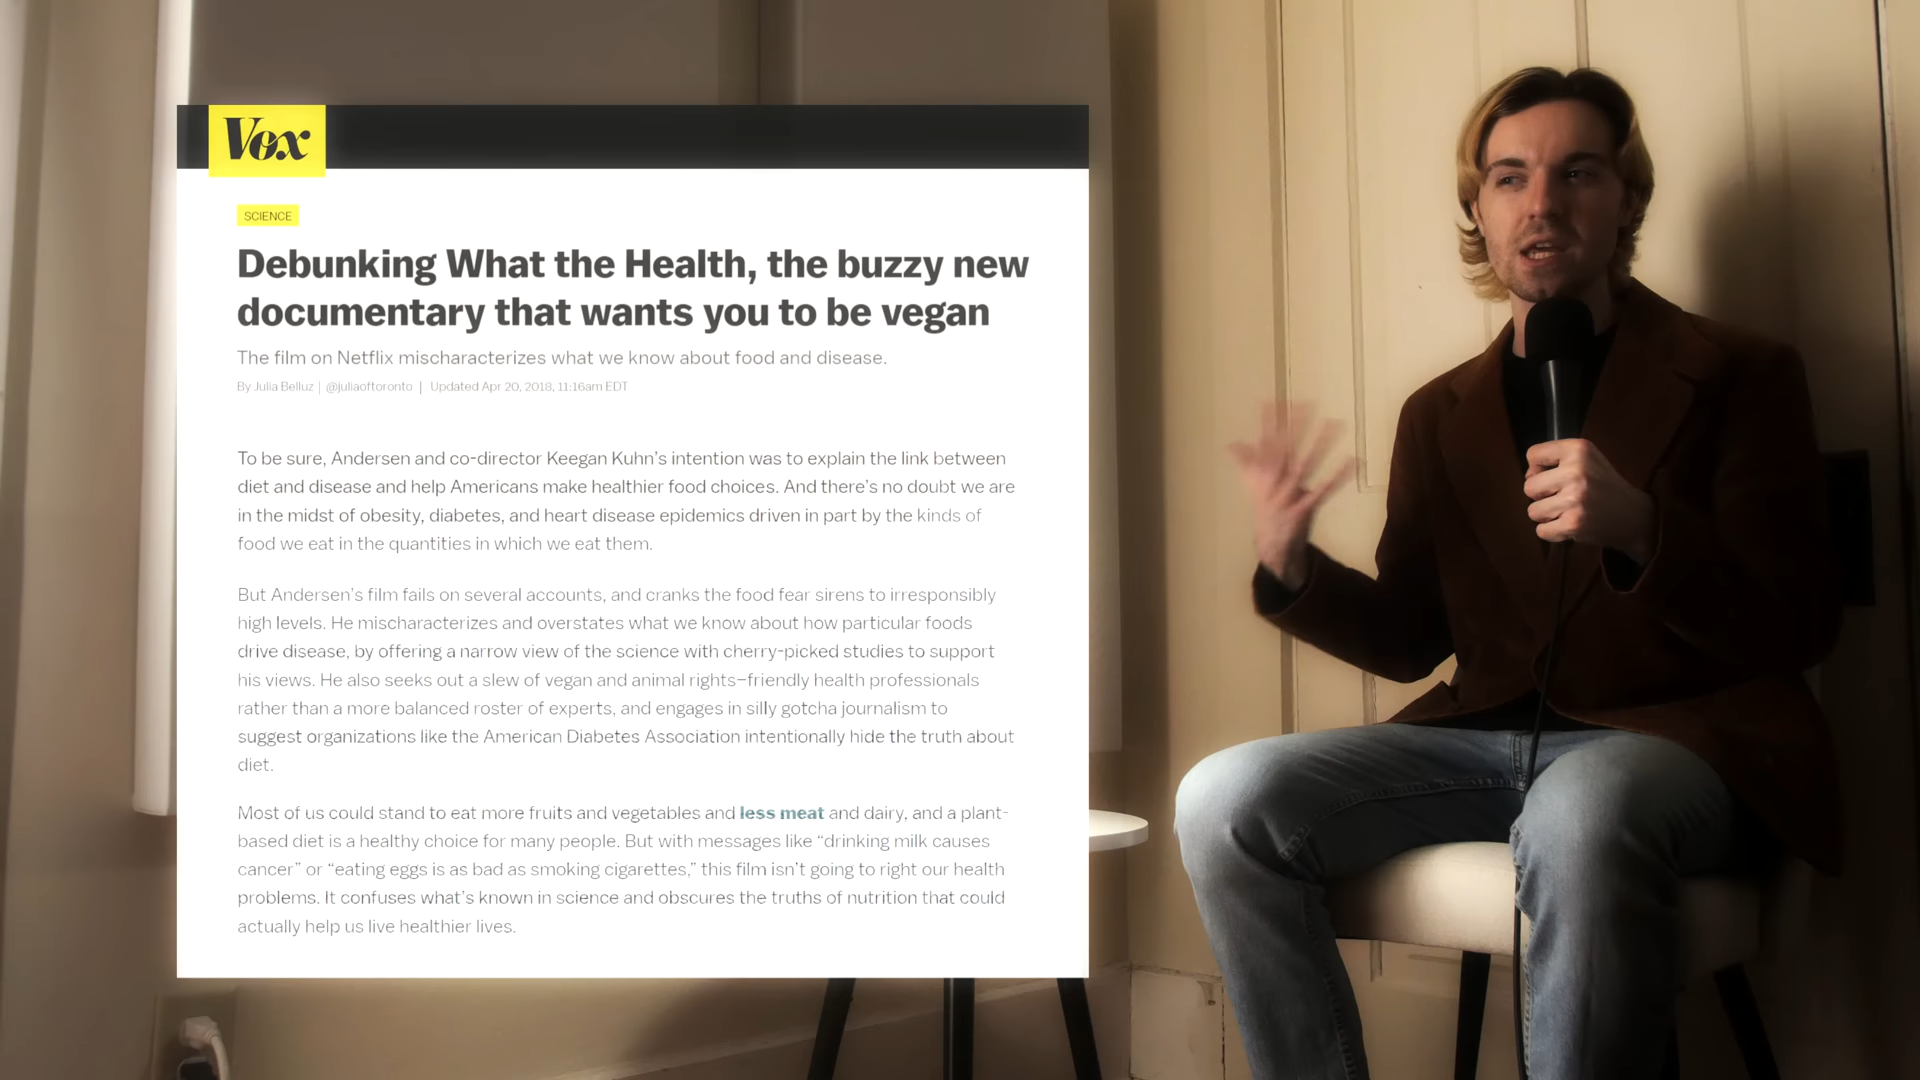 Vox
SCIENCE
Debunking What the Health, the buzzy new
documentary that wants you to be vegan
The film on Netflix mischaracterizes what we know about food and disease.
By Julia Belluz | @juliaoftoronto | Updated Apr 20, 2018, 11:16am EDT
To be sure, Andersen and co-director Keegan Kuhn's intention was to explain the link between
diet and disease and help Americans make healthier food choices. And there's no doubt we are
in the midst of obesity, diabetes, and heart disease epidemics driven in part by the kinds of
food we eat in the quantities in which we eat them.
But Andersen's film fails on several accounts, and cranks the food fear sirens to irresponsibly
high levels. He mischaracterizes and overstates what we know about how particular foods
drive disease, by offering a narrow view of the science with cherry-picked studies to support
his views. He also seeks out a slew of vegan and animal rights–friendly health professionals
rather than a more balanced roster of experts, and engages in silly gotcha journalism to
suggest organizations like the American Diabetes Association intentionally hide the truth about
diet.
Most of us could stand to eat more fruits and vegetables and less meat and dairy, and a plant-
based diet is a healthy choice for many people. But with messages like “drinking milk causes
cancer” or “eating eggs is as bad as smoking cigarettes,” this film isn't going to right our health
problems. It confuses what's known in science and obscures the truths of nutrition that could
actually help us live healthier lives.